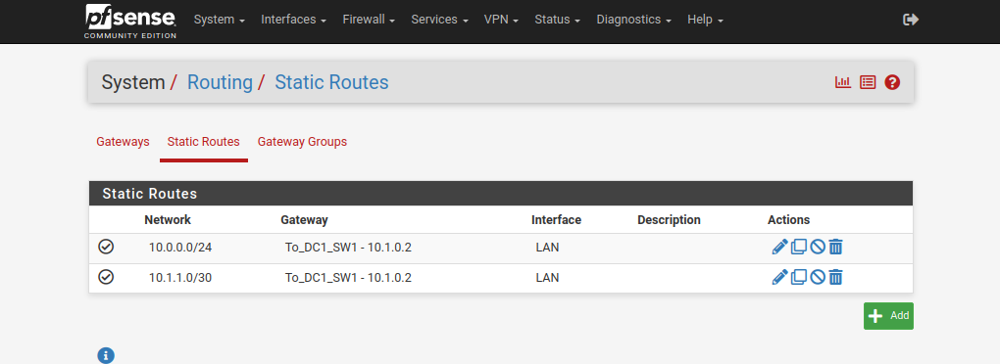 pfsense
COMMUNITY EDITION
System Interfaces Firewall Services VPN Status Diagnostics Help
System / Routing / Static Routes
Gateways Static Routes Gateway Groups
Static Routes
Network Gateway Interface Description Actions
10.0.0.0/24 To_DC1_SW1 - 10.1.0.2 LAN
10.1.1.0/30 To_DC1_SW1 - 10.1.0.2 LAN
Add